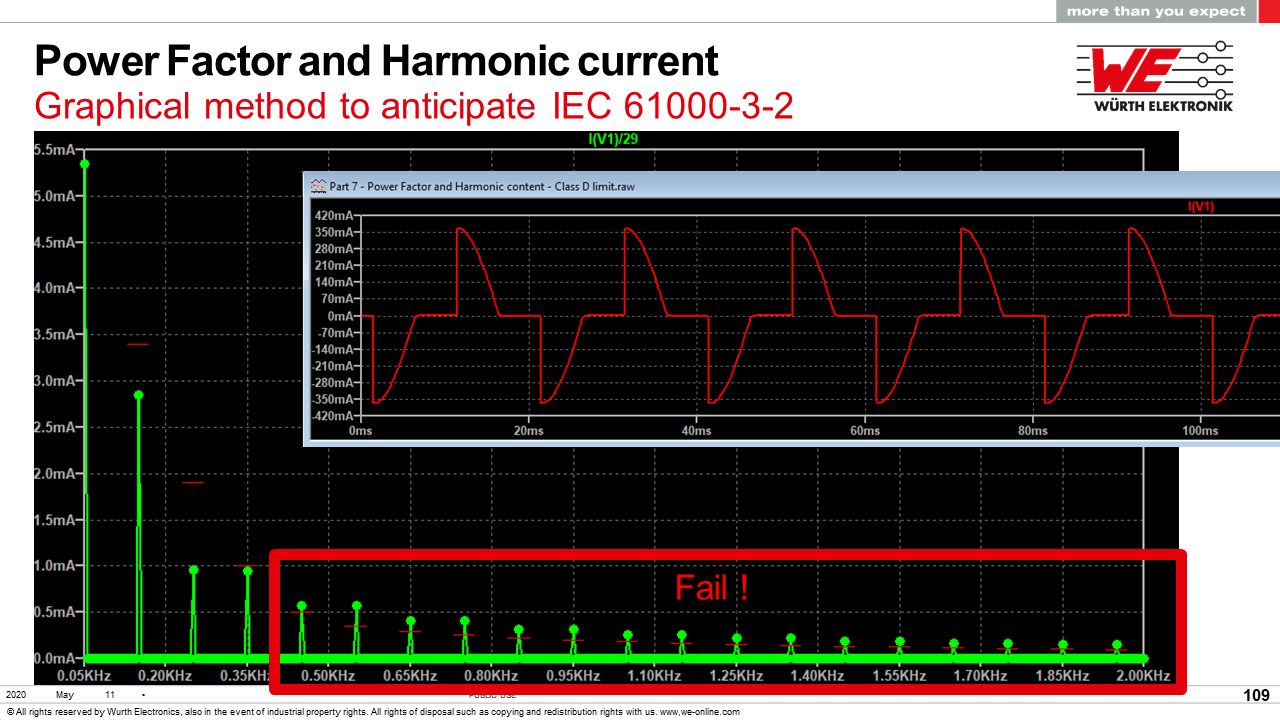 more than you expect
Power Factor and Harmonic current
Graphical method to anticipate IEC 61000-3-2
WE
WÜRTH ELEKTRONIK
I(V1)/29
5.5mA
5.0mA
4.5mA
4.0mA
3.5mA
3.0mA
2.5mA
2.0mA
1.5mA
1.0mA
0.5mA
0.0mA
Part 7 - Power Factor and Harmonic content - Class D limit.raw
I(V1)
420mA
350mA
280mA
210mA
140mA
70mA
0mA
-70mA
-140mA
-210mA
-280mA
-350mA
-420mA
0ms 20ms 40ms 60ms 80ms 100ms
Fail !
0.05KHz 0.20KHz 0.35KHz 0.50KHz 0.65KHz 0.80KHz 0.95KHz 1.10KHz 1.25KHz 1.40KHz 1.55KHz 1.70KHz 1.85KHz 2.00KHz
2020 May 11 • PUBLIC USE 109
© All rights reserved by Wurth Electronics, also in the event of industrial property rights. All rights of disposal such as copying and redistribution rights with us. www,we-online.com